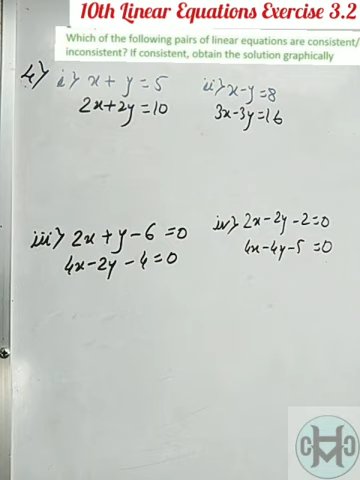 10th Linear Equations Exercise 3.2
Which of the following pairs of linear equations are consistent/
inconsistent? If consistent, obtain the solution graphically
4) i) x + y = 5
2x+2y = 10
ii) x-y = 8
3x-3y = 16
iii) 2x + y - 6 = 0
4x - 2y - 4 = 0
iv) 2x - 2y - 2 = 0
4x - 4y - 5 = 0